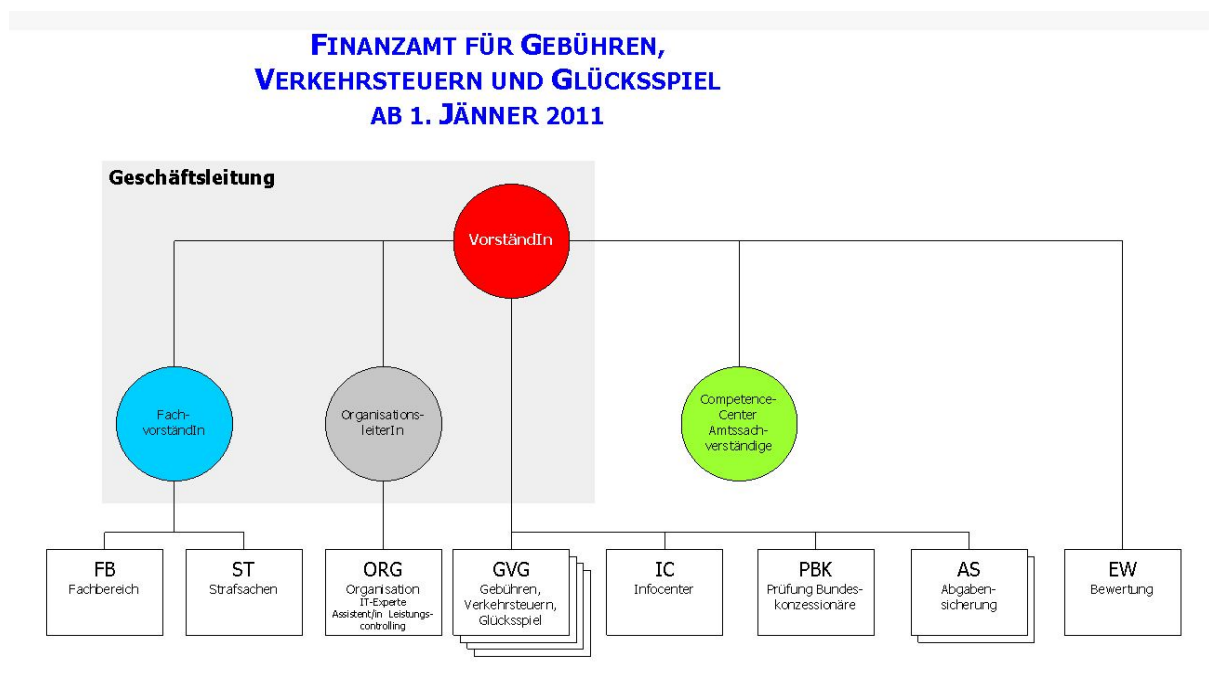 FINANZAMT FÜR GEBÜHREN,
VERKEHRSTEUERN UND GLÜCKSSPIEL
AB 1. JÄNNER 2011
Geschäftsleitung
VorständIn
Fach-
vorständIn
Organisations-
leiterIn
Competence-
Center
Amtssach-
verständige
FB
Fachbereich
ST
Strafsachen
ORG
Organisation
IT-Experte
Assistent/in Leistungs-
controlling
GVG
Gebühren,
Verkehrsteuern,
Glücksspiel
IC
Infocenter
PBK
Prüfung Bundes-
konzessionäre
AS
Abgaben-
sicherung
EW
Bewertung